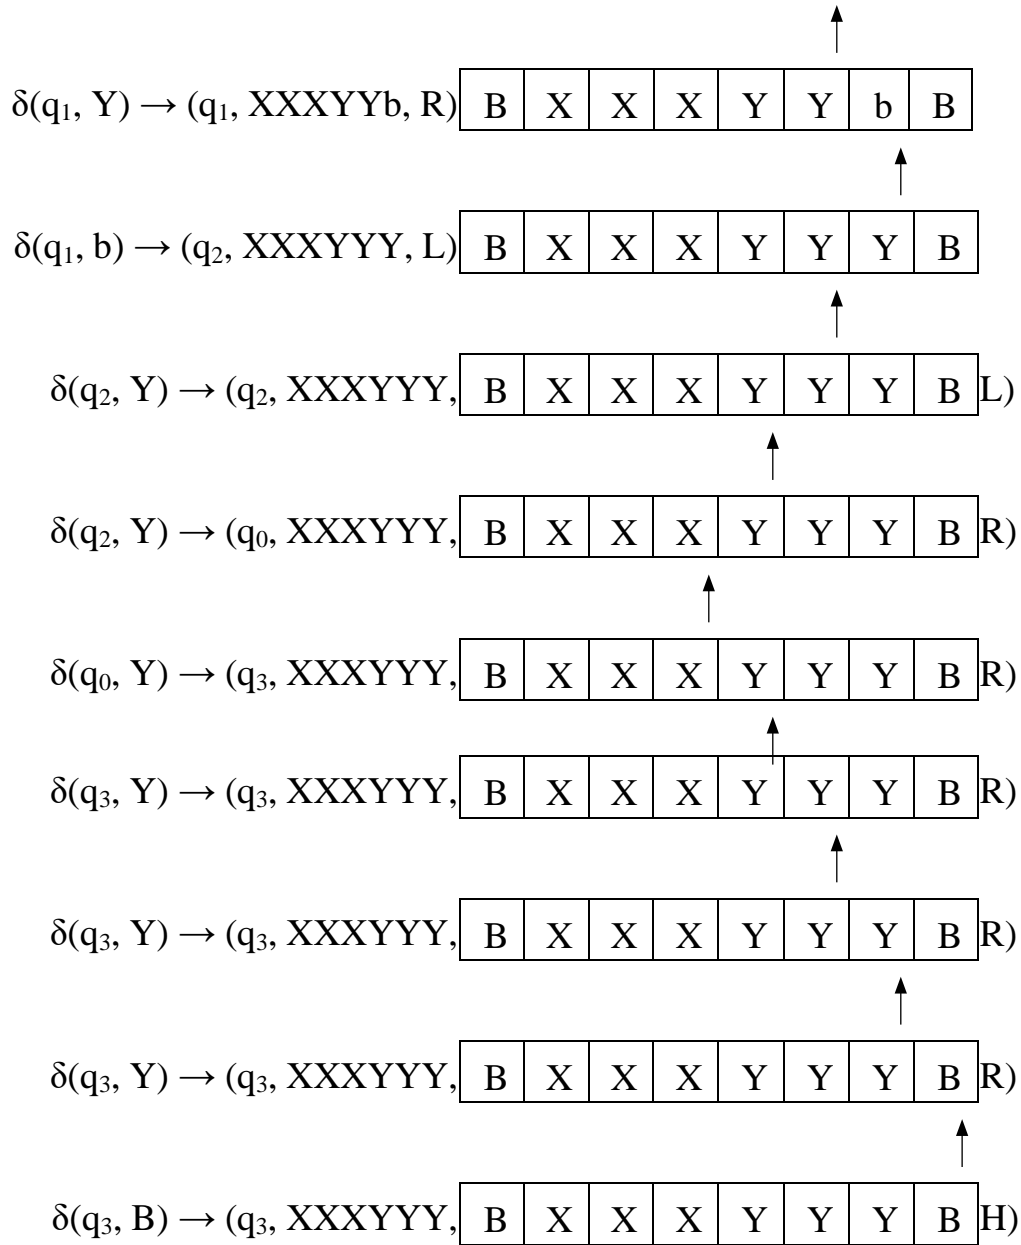 δ(q₁, Y) → (q₁, XXXYYb, R) B X X X Y Y b B
δ(q₁, b) → (q₂, XXXYYY, L) B X X X Y Y Y B
δ(q₂, Y) → (q₂, XXXYYY, B X X X Y Y Y B L)
δ(q₂, Y) → (q₀, XXXYYY, B X X X Y Y Y B R)
δ(q₀, Y) → (q₃, XXXYYY, B X X X Y Y Y B R)
δ(q₃, Y) → (q₃, XXXYYY, B X X X Y Y Y B R)
δ(q₃, Y) → (q₃, XXXYYY, B X X X Y Y Y B R)
δ(q₃, Y) → (q₃, XXXYYY, B X X X Y Y Y B R)
δ(q₃, B) → (q₃, XXXYYY, B X X X Y Y Y B H)